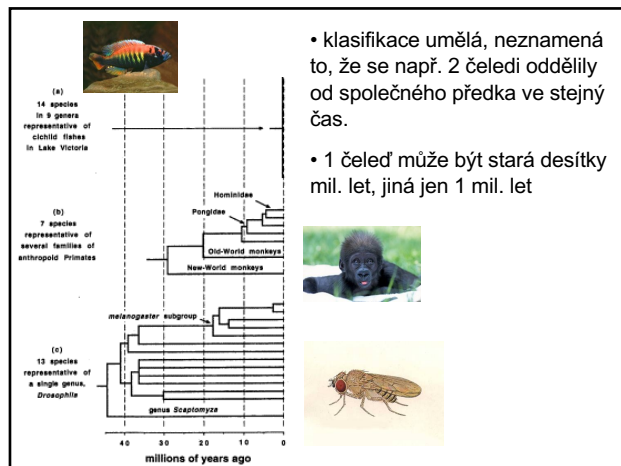 (a)
14 species
in 9 genera
representative of
cichlid fishes
in Lake Victoria
(b)
7 species
representative of
several families of
anthropoid Primates
Hominidae
Pongidae
Old-World monkeys
New-World monkeys
melanogaster subgroup
(c)
13 species
representative of
a single genus,
Drosophila
genus Scaptomyza
40 30 20 10 0
millions of years ago
• klasifikace umělá, neznamená
to, že se např. 2 čeledi oddělily
od společného předka ve stejný
čas.
• 1 čeleď může být stará desítky
mil. let, jiná jen 1 mil. let